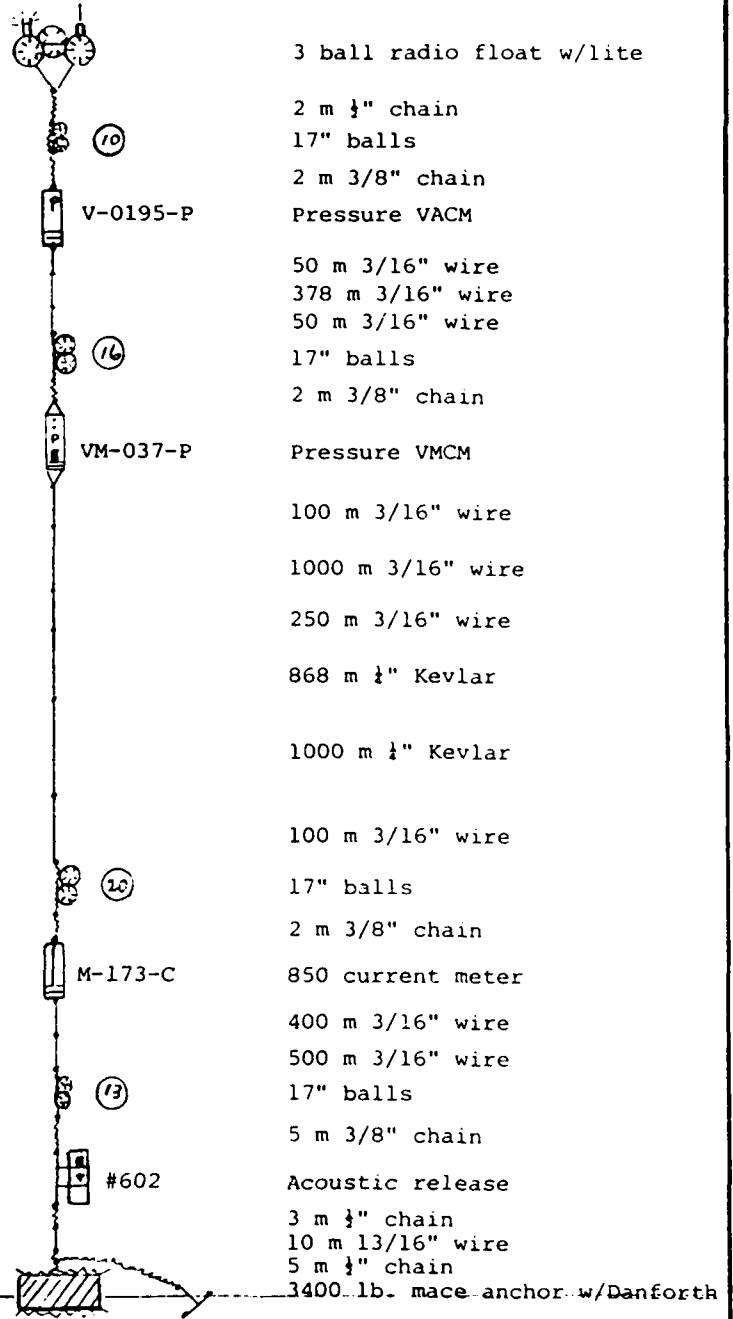 3 ball radio float w/lite
2 m ½" chain
10 17" balls
2 m 3/8" chain
V-0195-P Pressure VACM
50 m 3/16" wire
378 m 3/16" wire
50 m 3/16" wire
16 17" balls
2 m 3/8" chain
VM-037-P Pressure VMCM
100 m 3/16" wire
1000 m 3/16" wire
250 m 3/16" wire
868 m ¼" Kevlar
1000 m ¼" Kevlar
100 m 3/16" wire
20 17" balls
2 m 3/8" chain
M-173-C 850 current meter
400 m 3/16" wire
500 m 3/16" wire
13 17" balls
5 m 3/8" chain
#602 Acoustic release
3 m ½" chain
10 m 13/16" wire
5 m ½" chain
3400 lb. mace anchor w/Danforth